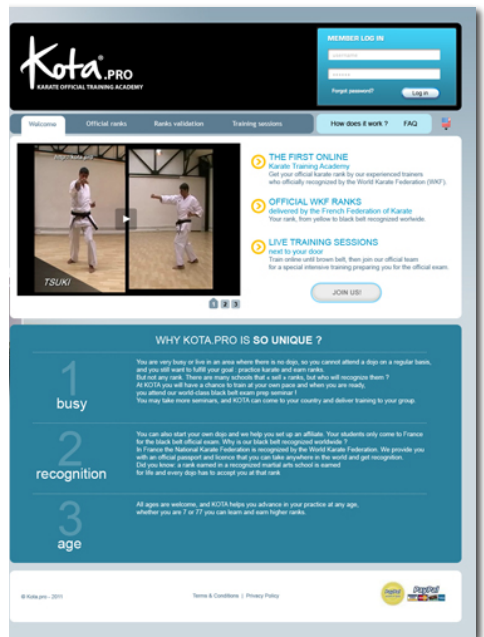 MEMBER LOG IN
username
Kota®.PRO
KARATE OFFICIAL TRAINING ACADEMY
Forgot password?
Log in
Welcome
Official ranks
Ranks validation
Training sessions
How does it work ?
FAQ
THE FIRST ONLINE
Karate Training Academy
Get your official karate rank by our experienced trainers
who officially recognized by the World Karate Federation (WKF).
OFFICIAL WKF RANKS
delivered by the French Federation of Karate
Your rank, from yellow to black belt recognized worlwide.
LIVE TRAINING SESSIONS
next to your door
Train online until brown belt, then join our official team
for a special intensive training preparing you for the official exam.
TSUKI
JOIN US!
1 2 3
WHY KOTA.PRO IS SO UNIQUE ?
1
busy
You are very busy or live in an area where there is no dojo, so you cannot attend a dojo on a regular basis,
and you still want to fulfill your goal : practice karate and earn ranks.
But not any rank. There are many schools that « sell » ranks, but who will recognize them ?
At KOTA you will have a chance to train at your own pace and when you are ready,
you attend our world-class black belt exam prep seminar !
You may take more seminars, and KOTA can come to your country and deliver training to your group.
2
recognition
You can also start your own dojo and we help you set up an affiliate. Your students only come to France
for the black belt official exam. Why is our black belt recognized worldwide ?
In France the National Karate Federation is recognized by the World Karate Federation. We provide you
with an official passport and licence that you can take anywhere in the world and get recognition.
Did you know: a rank earned in a recognized martial arts school is earned
for life and every dojo has to accept you at that rank
3
age
All ages are welcome, and KOTA helps you advance in your practice at any age,
whether you are 7 or 77 you can learn and earn higher ranks.
© Kota.pro - 2011
Terms & Conditions | Privacy Policy
PayPal
PayPal